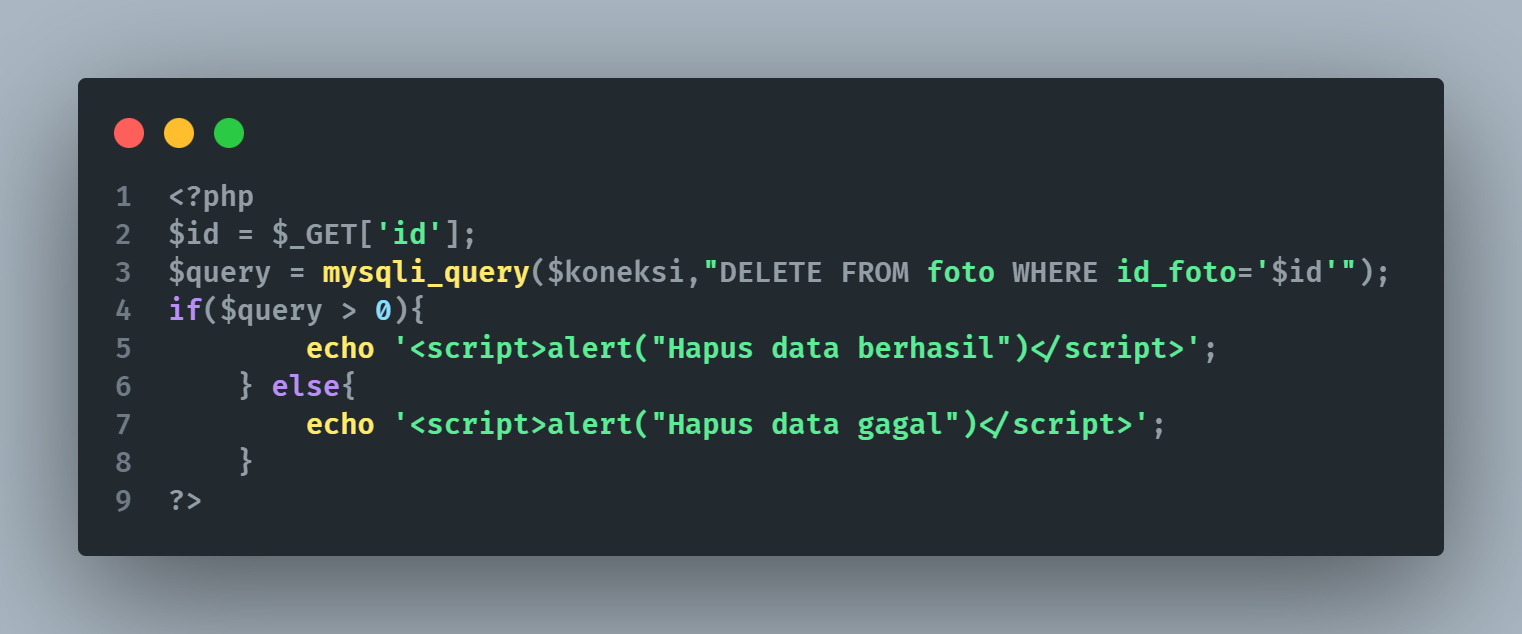 1 <?php
2 $id = $_GET['id'];
3 $query = mysqli_query($koneksi,"DELETE FROM foto WHERE id_foto='$id'");
4 if($query > 0){
5         echo '<script>alert("Hapus data berhasil")</script>';
6     } else{
7         echo '<script>alert("Hapus data gagal")</script>';
8     }
9 ?>